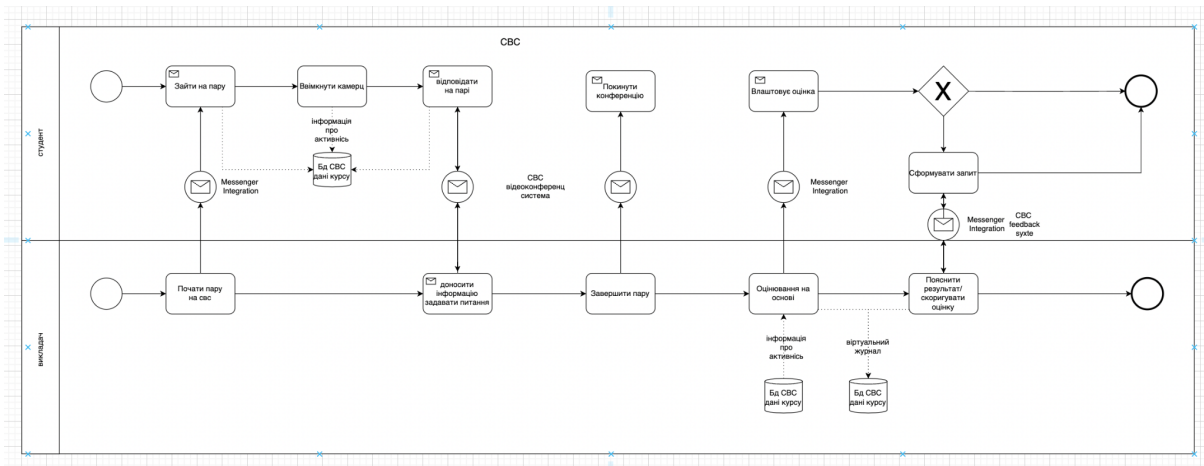 СВС
студент
Зайти на пару
Ввімкнути камерц
відповідати
на парі
Покинути
конференцію
Влаштовує оцінка
X
інформація
про
активнісь
Бд СВС
дані курсу
Messenger
Integration
СВС
відеоконференц
система
Messenger
Integration
Сформувати запит
Messenger
Integration
СВС
feedback
syxte
викладач
Почати пару
на свс
доносити
інформацію
задавати питання
Завершити пару
Оцінювання на
основі
Пояснити
результат/
скоригувати
оцінку
інформація
про
активнісь
віртуальний
журнал
Бд СВС
дані курсу
Бд СВС
дані курсу